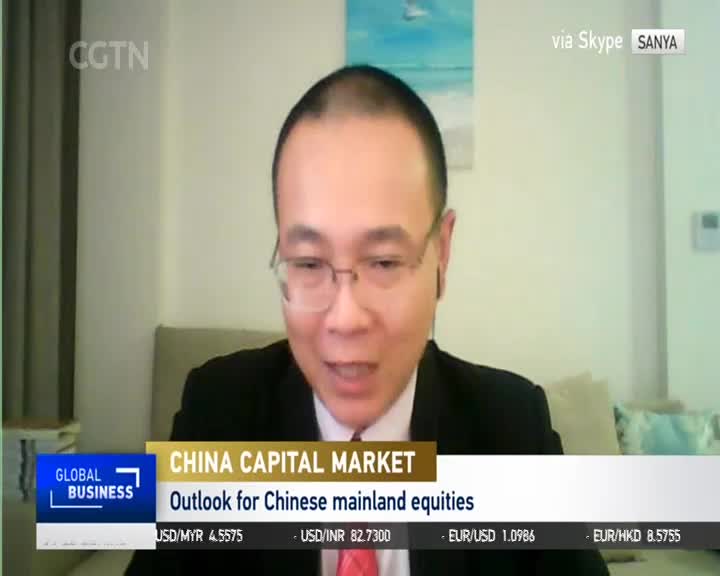 CGTN
via Skype SANYA
CHINA CAPITAL MARKET
GLOBAL
BUSINESS
Outlook for Chinese mainland equities
USD/MYR 4.5575 - USD/INR 82.7300 - EUR/USD 1.0986 - EUR/HKD 8.5755